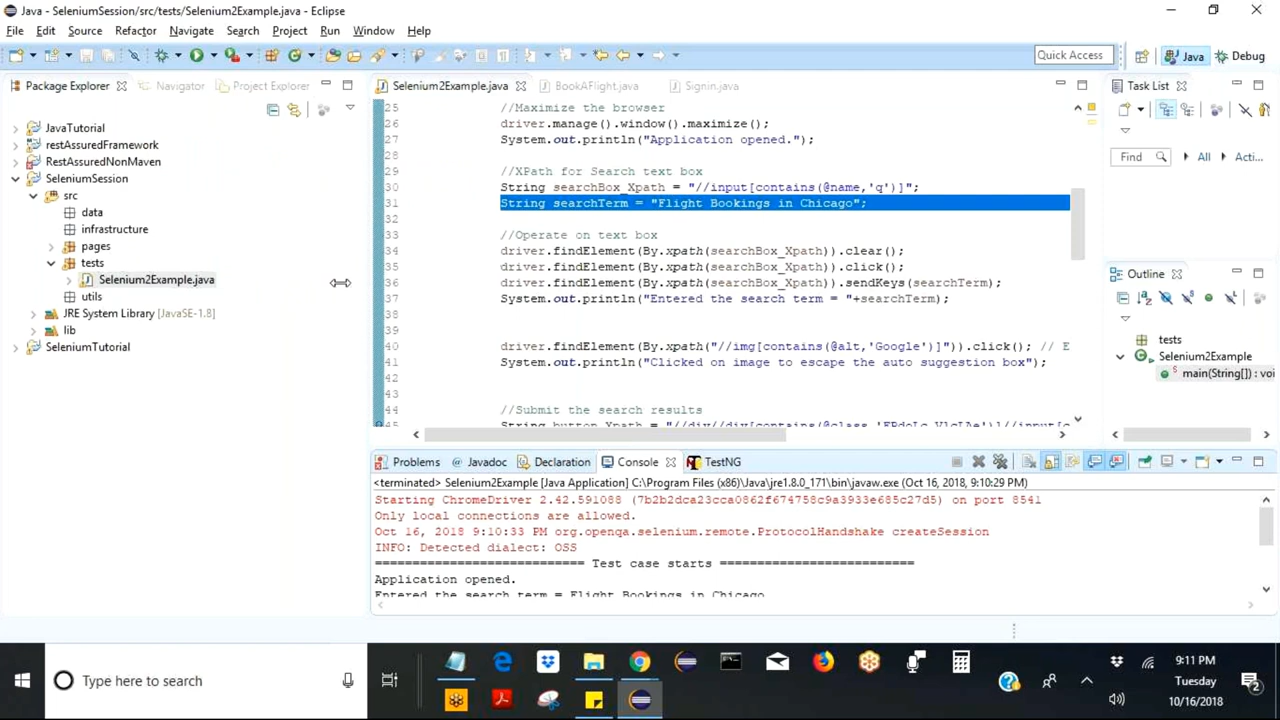 Java - SeleniumSession/src/tests/Selenium2Example.java - Eclipse
File Edit Source Refactor Navigate Search Project Run Window Help
Quick Access
Java
Debug
Package Explorer
Navigator
Project Explorer
JavaTutorial
restAssuredFramework
RestAssuredNonMaven
SeleniumSession
src
data
infrastructure
pages
tests
Selenium2Example.java
utils
JRE System Library [JavaSE-1.8]
lib
SeleniumTutorial
Selenium2Example.java
BookAFlight.java
Signin.java
25 //Maximize the browser
26 driver.manage().window().maximize();
27 System.out.println("Application opened.");
28
29 //XPath for Search text box
30 String searchBox_Xpath = "//input[contains(@name,'q')]";
31 String searchTerm = "Flight Bookings in Chicago";
32
33 //Operate on text box
34 driver.findElement(By.xpath(searchBox_Xpath)).clear();
35 driver.findElement(By.xpath(searchBox_Xpath)).click();
36 driver.findElement(By.xpath(searchBox_Xpath)).sendKeys(searchTerm);
37 System.out.println("Entered the search term = "+searchTerm);
38
39
40 driver.findElement(By.xpath("//img[contains(@alt,'Google')]")).click(); // E
41 System.out.println("Clicked on image to escape the auto suggestion box");
42
43
44 //Submit the search results
Task List
Find
All
Acti...
Outline
tests
Selenium2Example
main(String[]) : voi
Problems
Javadoc
Declaration
Console
TestNG
<terminated> Selenium2Example [Java Application] C:\Program Files (x86)\Java\jre1.8.0_171\bin\javaw.exe (Oct 16, 2018, 9:10:29 PM)
Starting ChromeDriver 2.42.591088 (7b2b2dca23cca0862f674758c9a3933e685c27d5) on port 8541
Only local connections are allowed.
Oct 16, 2018 9:10:33 PM org.openqa.selenium.remote.ProtocolHandshake createSession
INFO: Detected dialect: OSS
=========================== Test case starts ==========================
Application opened.
Entered the search term = Flight Bookings in Chicago
Type here to search
9:11 PM
Tuesday
10/16/2018
2